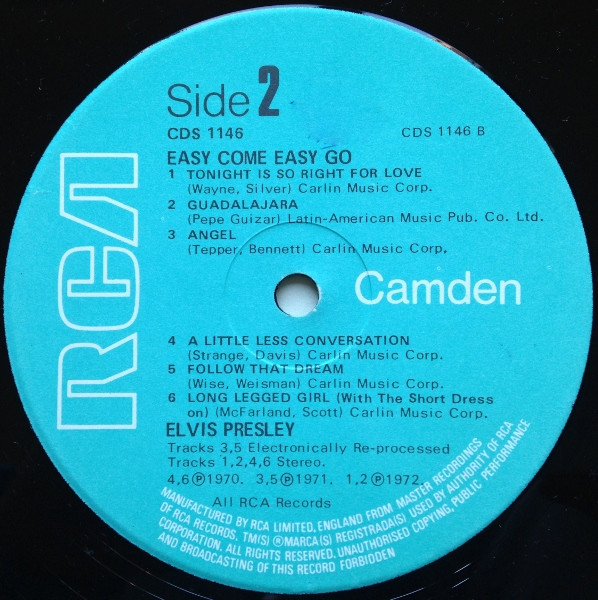 Side 2
CDS 1146
CDS 1146 B
EASY COME EASY GO
1 TONIGHT IS SO RIGHT FOR LOVE
(Wayne, Silver) Carlin Music Corp.
2 GUADALAJARA
(Pepe Guizar) Latin-American Music Pub. Co. Ltd.
3 ANGEL
(Tepper, Bennett) Carlin Music Corp.
RCA
Camden
4 A LITTLE LESS CONVERSATION
(Strange, Davis) Carlin Music Corp.
5 FOLLOW THAT DREAM
(Wise, Weisman) Carlin Music Corp.
6 LONG LEGGED GIRL (With The Short Dress
on) (McFarland, Scott) Carlin Music Corp.
ELVIS PRESLEY
Tracks 3,5 Electronically Re-processed
Tracks 1,2,4,6 Stereo.
4,6 ℗ 1970. 3,5 ℗ 1971. 1,2 ℗ 1972.
All RCA Records
MANUFACTURED BY RCA LIMITED, ENGLAND FROM MASTER RECORDINGS
OF RCA RECORDS. TM(S) ® MARCA(S) REGISTRADA(S) USED BY AUTHORITY OF RCA
CORPORATION. ALL RIGHTS RESERVED. UNAUTHORISED COPYING, PUBLIC PERFORMANCE
AND BROADCASTING OF THIS RECORD FORBIDDEN